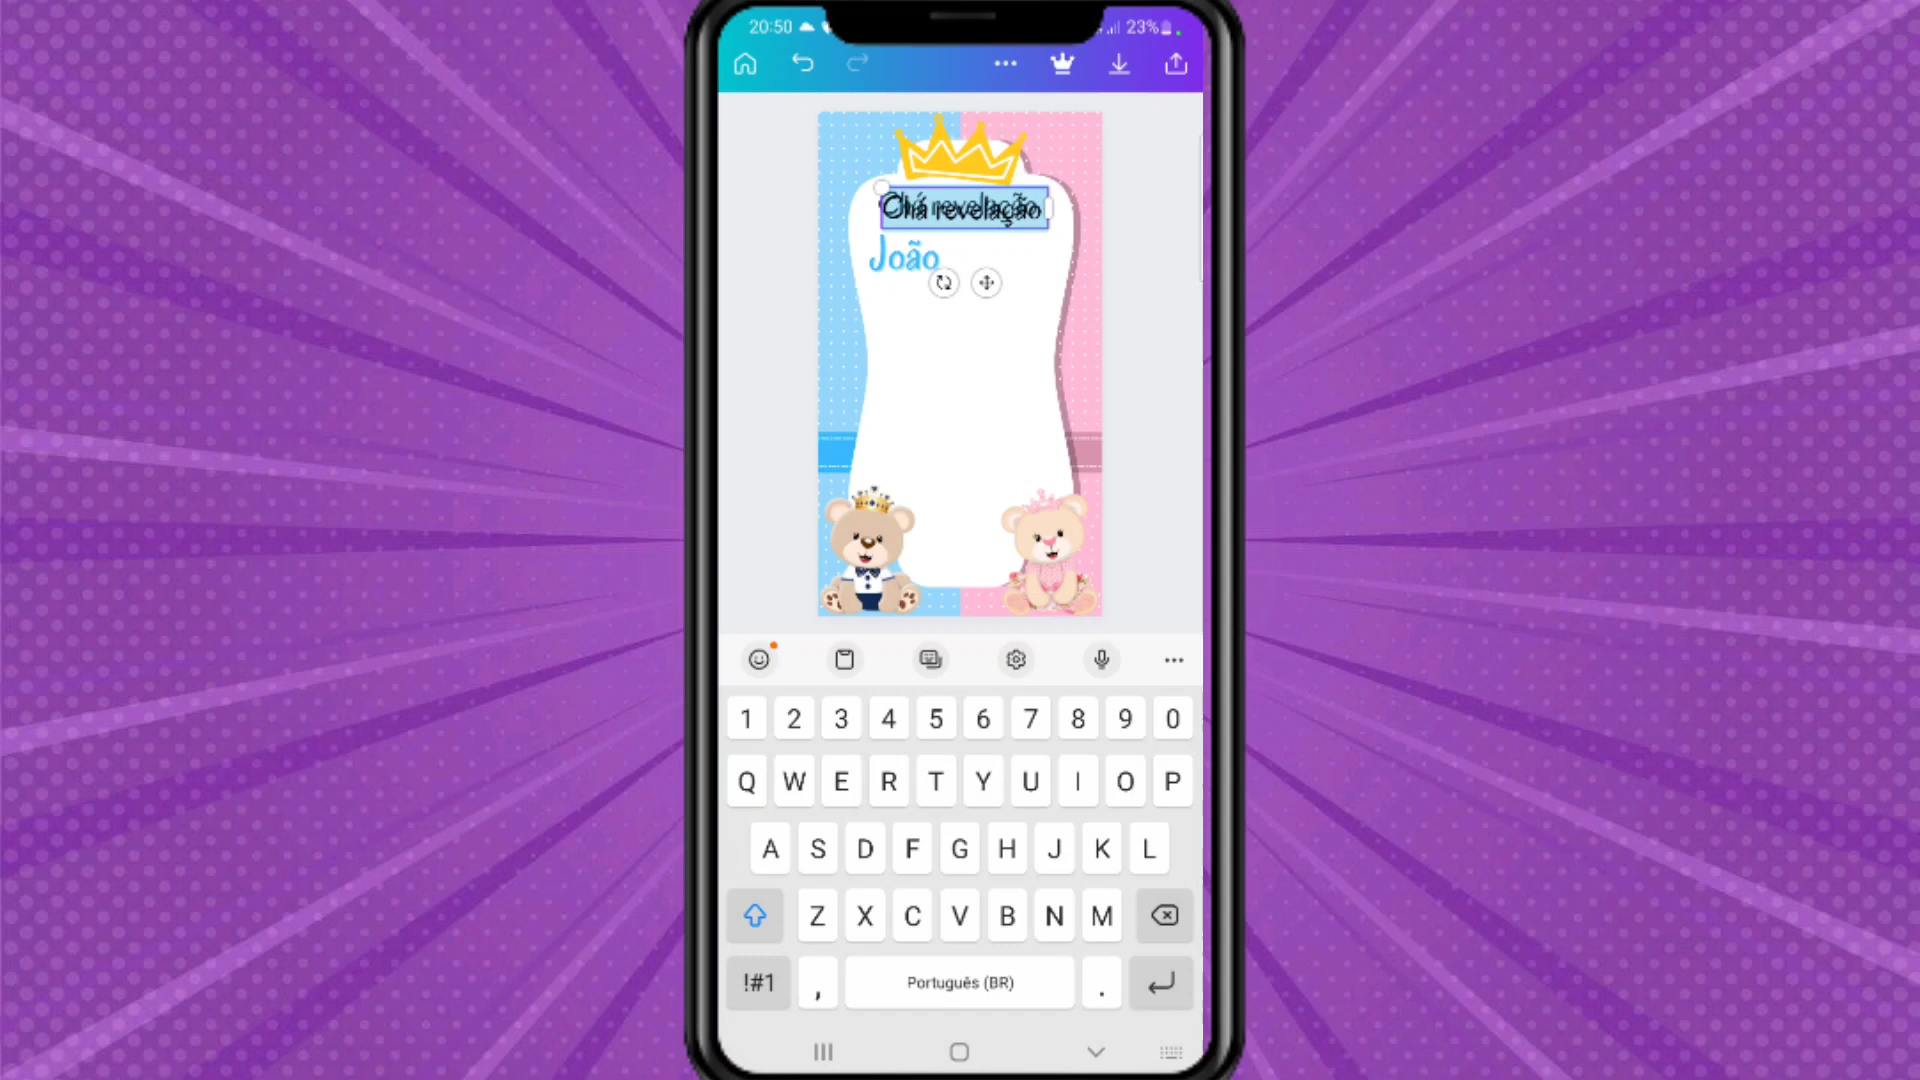 20:50
23%
Chá revelação
João
1 2 3 4 5 6 7 8 9 0
Q W E R T Y U I O P
A S D F G H J K L
Z X C V B N M
!#1 , Português (BR) .